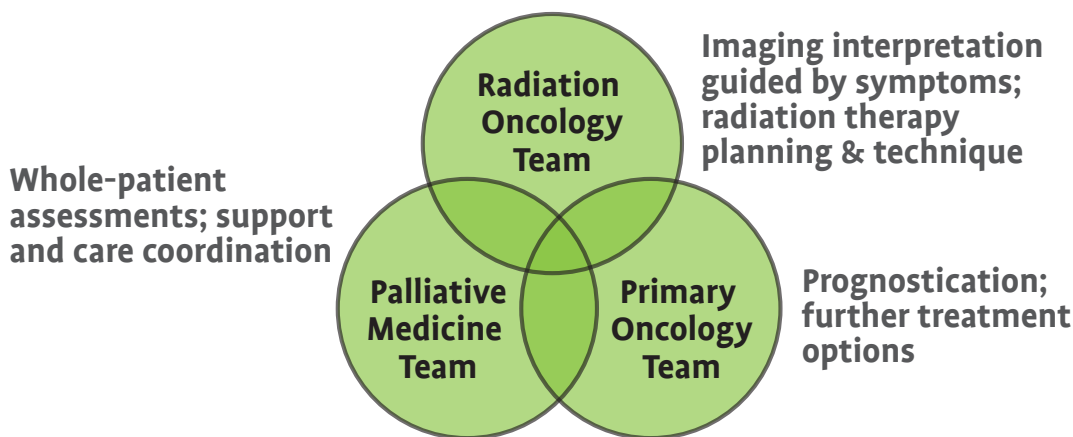 Radiation
Oncology
Team
Imaging interpretation
guided by symptoms;
radiation therapy
planning & technique
Whole-patient
assessments; support
and care coordination
Palliative
Medicine
Team
Primary
Oncology
Team
Prognostication;
further treatment
options